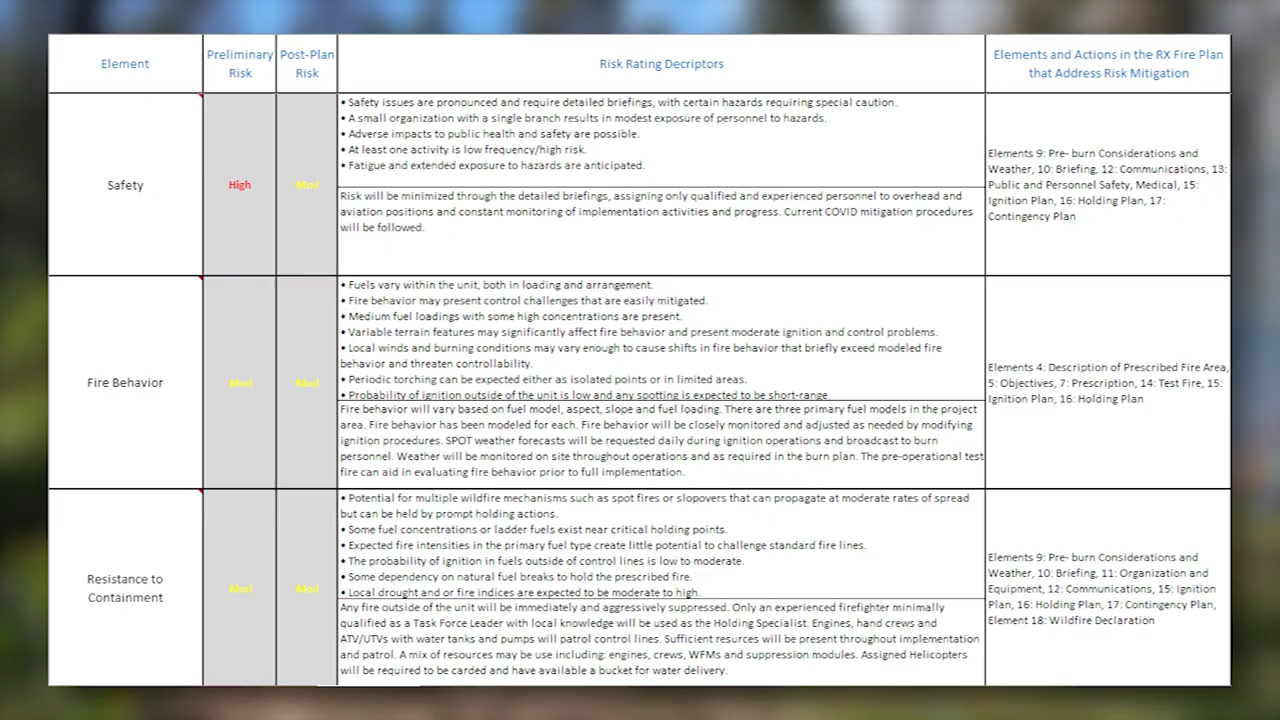 Element
Preliminary
Risk
Post-Plan
Risk
Risk Rating Decriptors
Elements and Actions in the RX Fire Plan
that Address Risk Mitigation
Safety
High
Mod
• Safety issues are pronounced and require detailed briefings, with certain hazards requiring special caution.
• A small organization with a single branch results in modest exposure of personnel to hazards.
• Adverse impacts to public health and safety are possible.
• At least one activity is low frequency/high risk.
• Fatigue and extended exposure to hazards are anticipated.
Risk will be minimized through the detailed briefings, assigning only qualified and experienced personnel to overhead and
aviation positions and constant monitoring of implementation activities and progress. Current COVID mitigation procedures
will be followed.
Elements 9: Pre- burn Considerations and
Weather, 10: Briefing, 12: Communications, 13:
Public and Personnel Safety, Medical, 15:
Ignition Plan, 16: Holding Plan, 17:
Contingency Plan
Fire Behavior
Mod
Mod
• Fuels vary within the unit, both in loading and arrangement.
• Fire behavior may present control challenges that are easily mitigated.
• Medium fuel loadings with some high concentrations are present.
• Variable terrain features may significantly affect fire behavior and present moderate ignition and control problems.
• Local winds and burning conditions may vary enough to cause shifts in fire behavior that briefly exceed modeled fire
behavior and threaten controllability.
• Periodic torching can be expected either as isolated points or in limited areas.
• Probability of ignition outside of the unit is low and any spotting is expected to be short-range.
Fire behavior will vary based on fuel model, aspect, slope and fuel loading. There are three primary fuel models in the project
area. Fire behavior has been modeled for each. Fire behavior will be closely monitored and adjusted as needed by modifying
ignition procedures. SPOT weather forecasts will be requested daily during ignition operations and broadcast to burn
personnel. Weather will be monitored on site throughout operations and as required in the burn plan. The pre-operational test
fire can aid in evaluating fire behavior prior to full implementation.
Elements 4: Description of Prescribed Fire Area,
5: Objectives, 7: Prescription, 14: Test Fire, 15:
Ignition Plan, 16: Holding Plan
Resistance to
Containment
Mod
Mod
• Potential for multiple wildfire mechanisms such as spot fires or slopovers that can propagate at moderate rates of spread
but can be held by prompt holding actions.
• Some fuel concentrations or ladder fuels exist near critical holding points.
• Expected fire intensities in the primary fuel type create little potential to challenge standard fire lines.
• The probability of ignition in fuels outside of control lines is low to moderate.
• Some dependency on natural fuel breaks to hold the prescribed fire.
• Local drought and or fire indices are expected to be moderate to high.
Any fire outside of the unit will be immediately and aggressively suppressed. Only an experienced firefighter minimally
qualified as a Task Force Leader with local knowledge will be used as the Holding Specialist. Engines, hand crews and
ATV/UTVs with water tanks and pumps will patrol control lines. Sufficient resurces will be present throughout implementation
and patrol. A mix of resources may be use including: engines, crews, WFMs and suppression modules. Assigned Helicopters
will be required to be carded and have available a bucket for water delivery.
Elements 9: Pre- burn Considerations and
Weather, 10: Briefing, 11: Organization and
Equipment, 12: Communications, 15: Ignition
Plan, 16: Holding Plan, 17: Contingency Plan,
Element 18: Wildfire Declaration